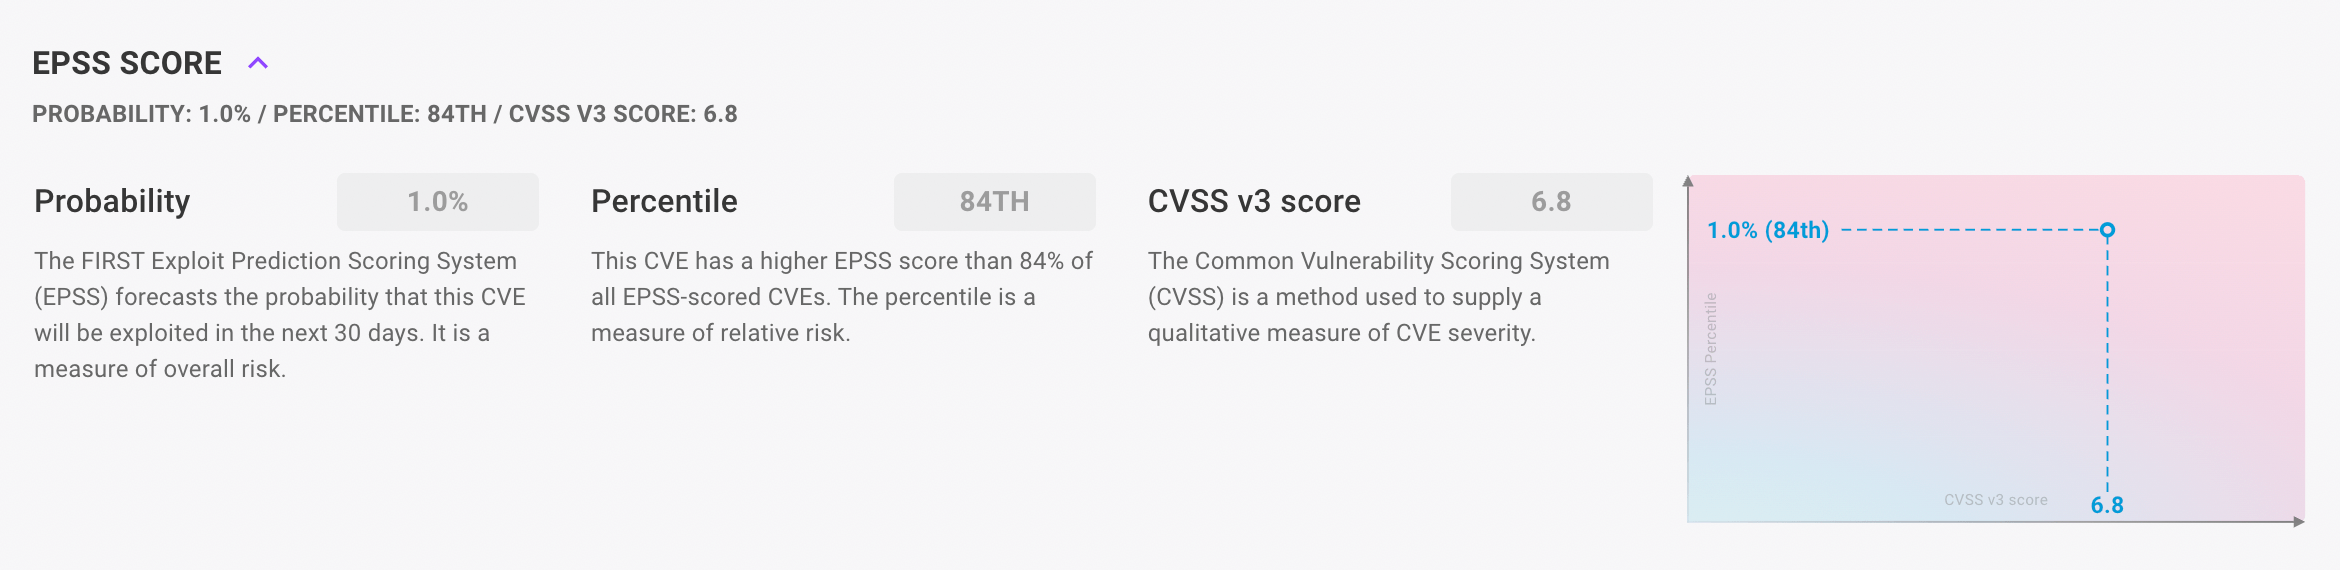 EPSS SCORE
PROBABILITY: 1.0% / PERCENTILE: 84TH / CVSS V3 SCORE: 6.8
Probability
1.0%
The FIRST Exploit Prediction Scoring System
(EPSS) forecasts the probability that this CVE
will be exploited in the next 30 days. It is a
measure of overall risk.
Percentile
84TH
This CVE has a higher EPSS score than 84% of
all EPSS-scored CVEs. The percentile is a
measure of relative risk.
CVSS v3 score
6.8
The Common Vulnerability Scoring System
(CVSS) is a method used to supply a
qualitative measure of CVE severity.
1.0% (84th)
EPSS Percentile
CVSS v3 score
6.8